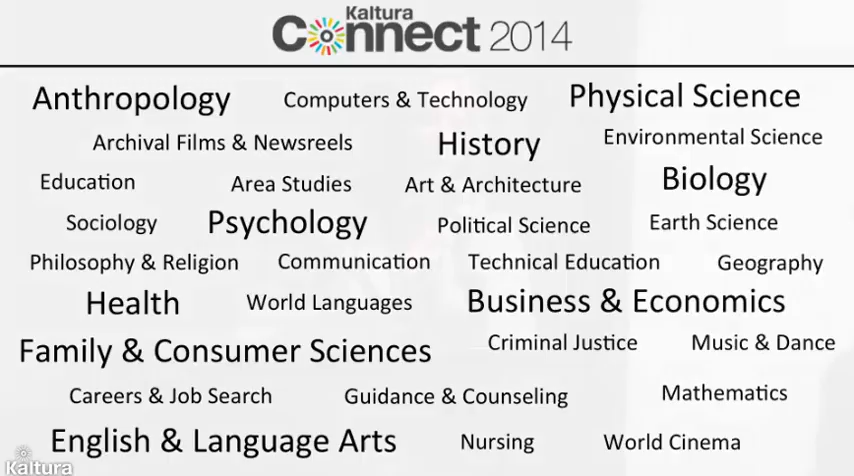 Kaltura
Connect 2014
Anthropology Computers & Technology Physical Science
Archival Films & Newsreels History Environmental Science
Education Area Studies Art & Architecture Biology
Sociology Psychology Political Science Earth Science
Philosophy & Religion Communication Technical Education Geography
Health World Languages Business & Economics
Family & Consumer Sciences Criminal Justice Music & Dance
Careers & Job Search Guidance & Counseling Mathematics
English & Language Arts Nursing World Cinema
Kaltura